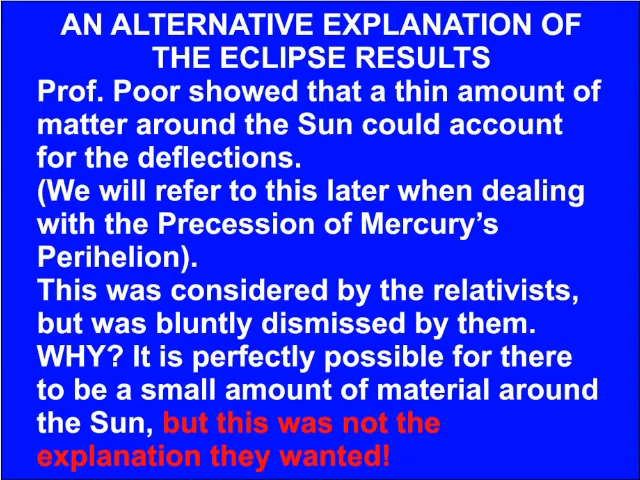 AN ALTERNATIVE EXPLANATION OF
THE ECLIPSE RESULTS
Prof. Poor showed that a thin amount of
matter around the Sun could account
for the deflections.
(We will refer to this later when dealing
with the Precession of Mercury’s
Perihelion).
This was considered by the relativists,
but was bluntly dismissed by them.
WHY? It is perfectly possible for there
to be a small amount of material around
the Sun, but this was not the
explanation they wanted!